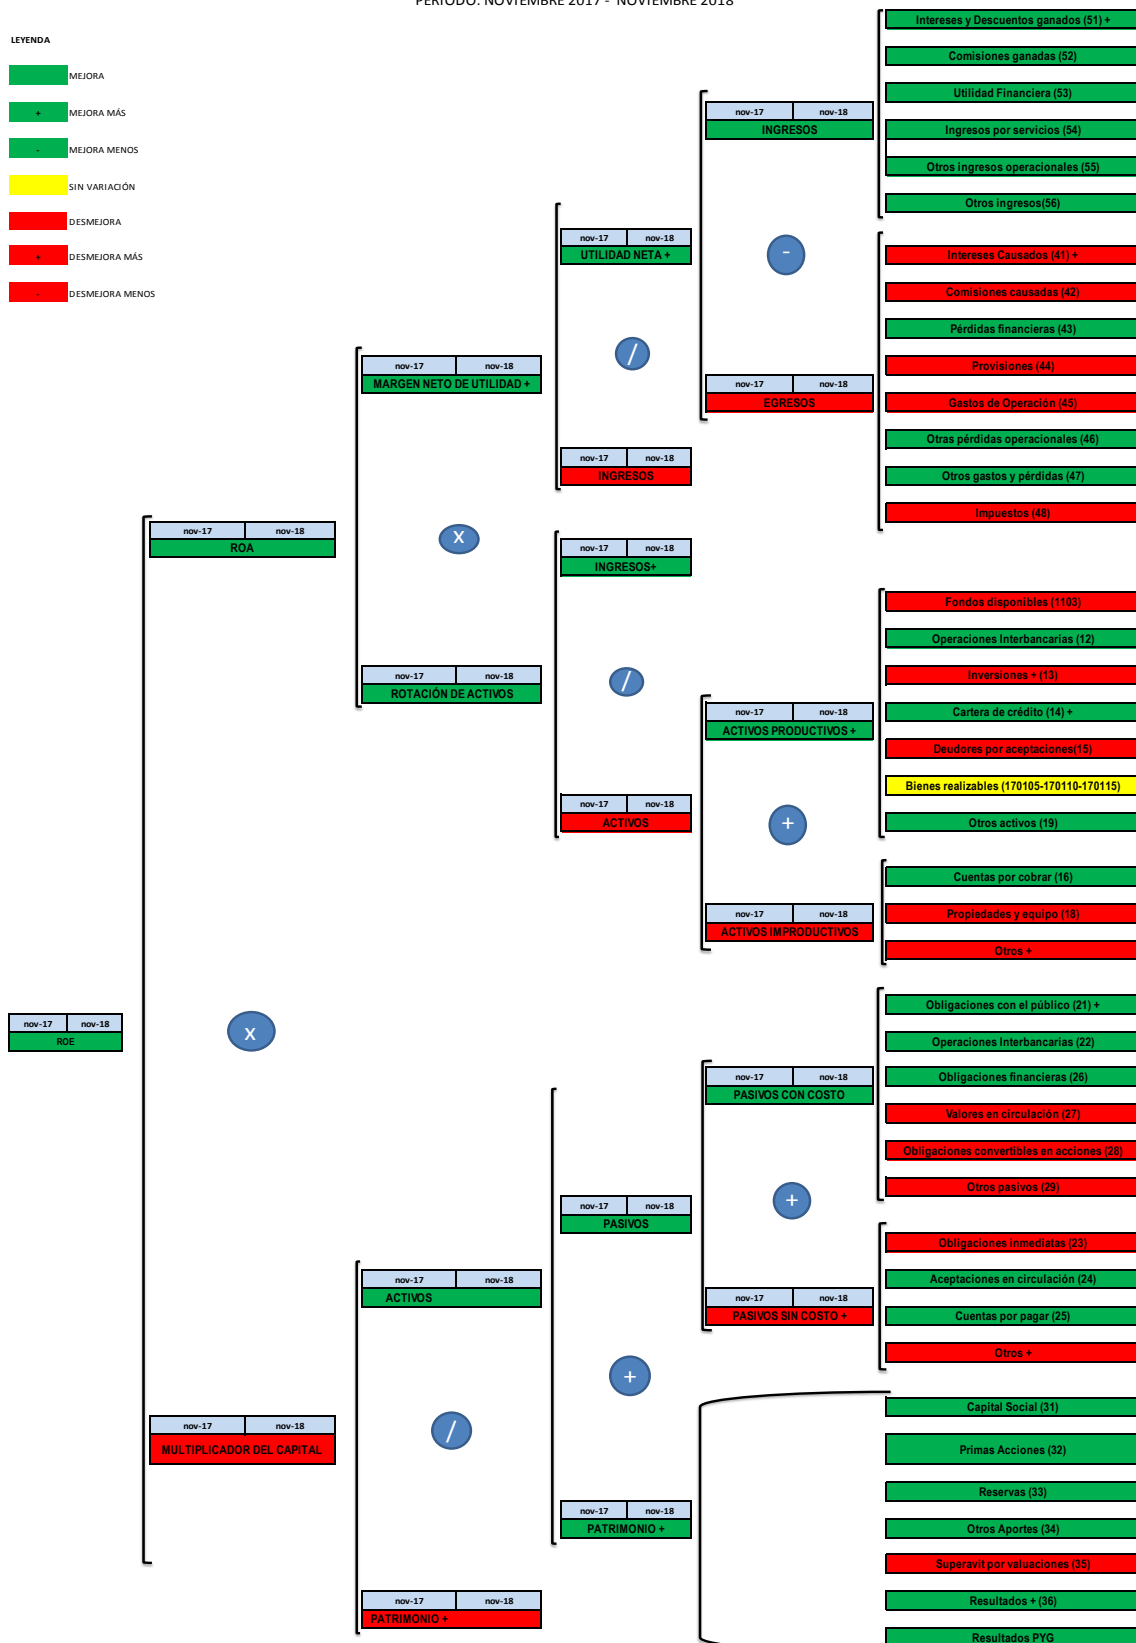 PERIODO: NOVIEMBRE 2017 - NOVIEMBRE 2018
LEYENDA
MEJORA
+ MEJORA MÁS
- MEJORA MENOS
SIN VARIACIÓN
DESMEJORA
+ DESMEJORA MÁS
- DESMEJORA MENOS
nov-17 nov-18
ROE
x
nov-17 nov-18
ROA
nov-17 nov-18
MULTIPLICADOR DEL CAPITAL
nov-17 nov-18
MARGEN NETO DE UTILIDAD +
x
nov-17 nov-18
ROTACIÓN DE ACTIVOS
nov-17 nov-18
ACTIVOS
/
nov-17 nov-18
PATRIMONIO +
nov-17 nov-18
UTILIDAD NETA +
/
nov-17 nov-18
INGRESOS
nov-17 nov-18
INGRESOS+
/
nov-17 nov-18
ACTIVOS
nov-17 nov-18
PASIVOS
+
nov-17 nov-18
PATRIMONIO +
nov-17 nov-18
INGRESOS
-
nov-17 nov-18
EGRESOS
nov-17 nov-18
ACTIVOS PRODUCTIVOS +
+
nov-17 nov-18
ACTIVOS IMPRODUCTIVOS
nov-17 nov-18
PASIVOS CON COSTO
+
nov-17 nov-18
PASIVOS SIN COSTO +
Intereses y Descuentos ganados (51) +
Comisiones ganadas (52)
Utilidad Financiera (53)
Ingresos por servicios (54)
Otros ingresos operacionales (55)
Otros ingresos(56)
Intereses Causados (41) +
Comisiones causadas (42)
Pérdidas financieras (43)
Provisiones (44)
Gastos de Operación (45)
Otras pérdidas operacionales (46)
Otros gastos y pérdidas (47)
Impuestos (48)
Fondos disponibles (1103)
Operaciones Interbancarias (12)
Inversiones + (13)
Cartera de crédito (14) +
Deudores por aceptaciones(15)
Bienes realizables (170105-170110-170115)
Otros activos (19)
Cuentas por cobrar (16)
Propiedades y equipo (18)
Otros +
Obligaciones con el público (21) +
Operaciones Interbancarias (22)
Obligaciones financieras (26)
Valores en circulación (27)
Obligaciones convertibles en acciones (28)
Otros pasivos (29)
Obligaciones inmediatas (23)
Aceptaciones en circulación (24)
Cuentas por pagar (25)
Otros +
Capital Social (31)
Primas Acciones (32)
Reservas (33)
Otros Aportes (34)
Superavit por valuaciones (35)
Resultados + (36)
Resultados PYG